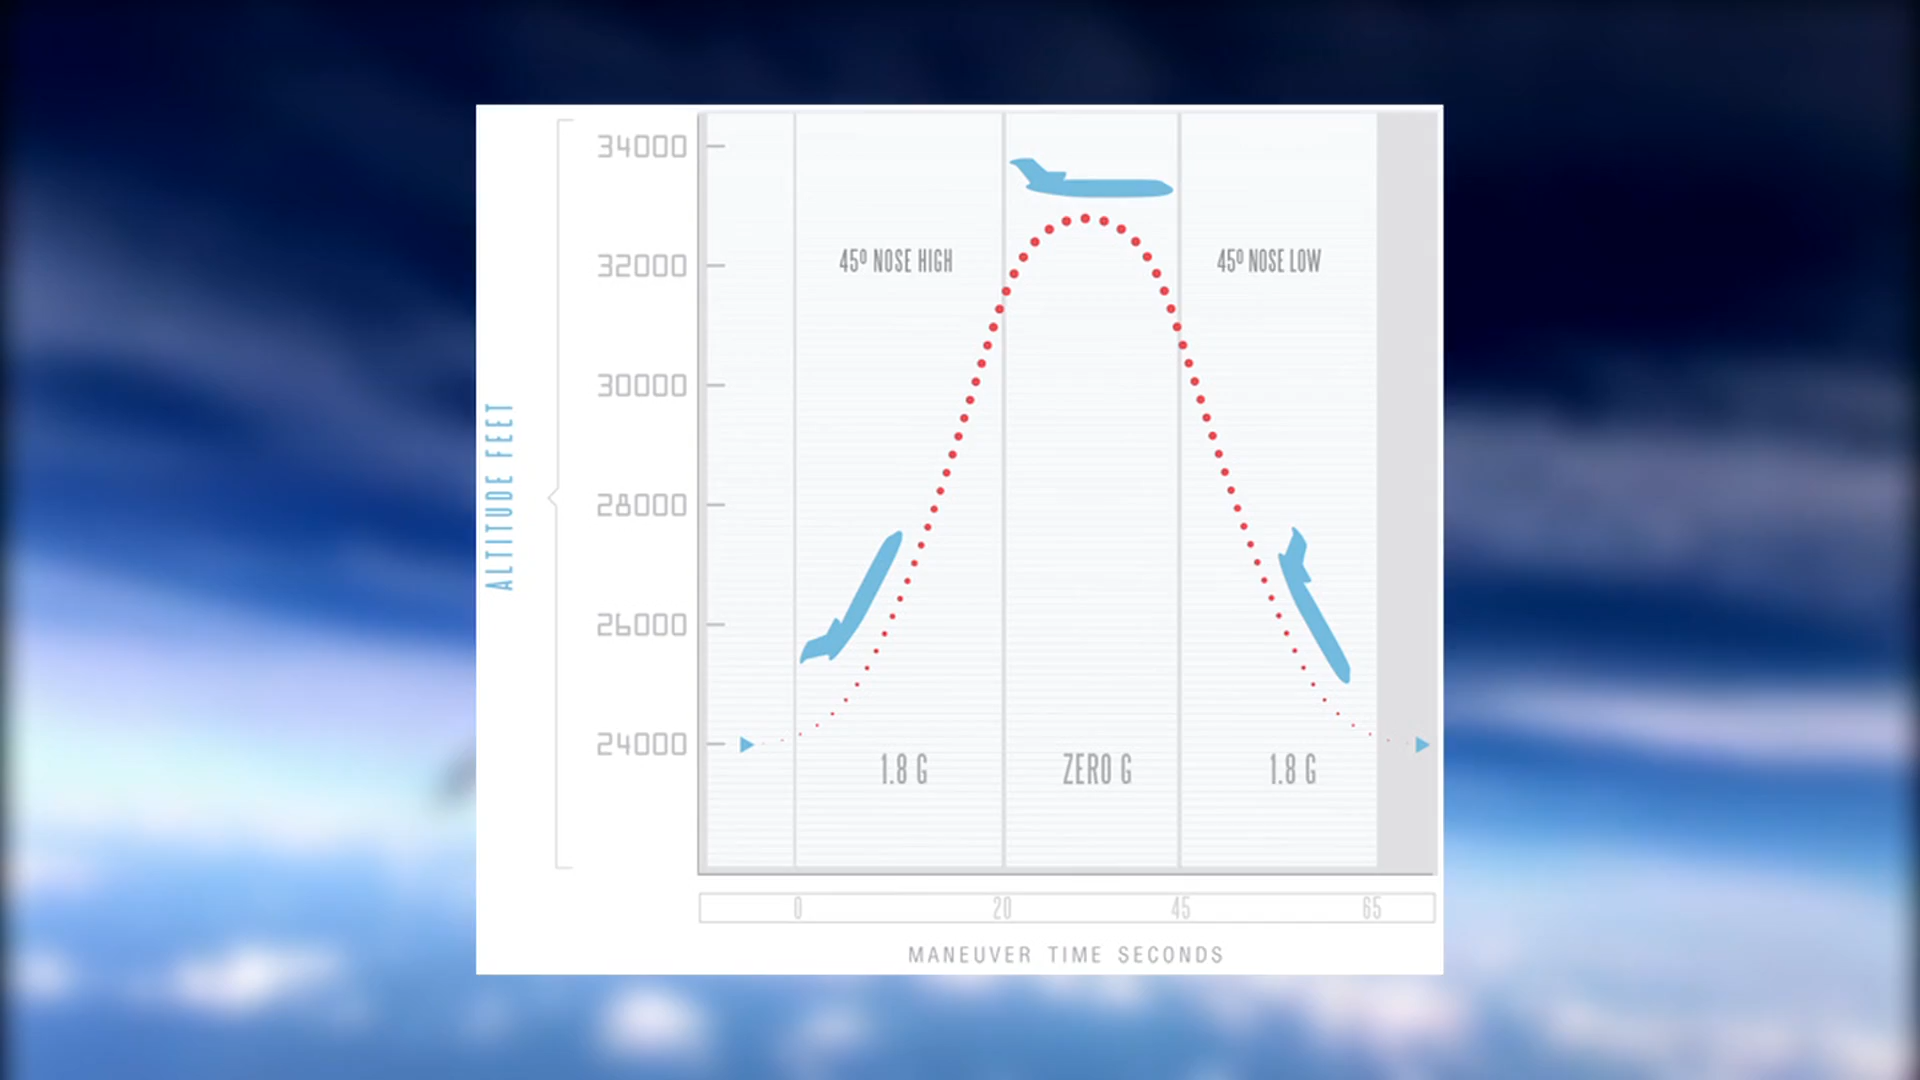 34000
32000
30000
28000
26000
24000
ALTITUDE FEET
45º NOSE HIGH
45º NOSE LOW
1.8 G
ZERO G
1.8 G
0 20 45 65
MANEUVER TIME SECONDS